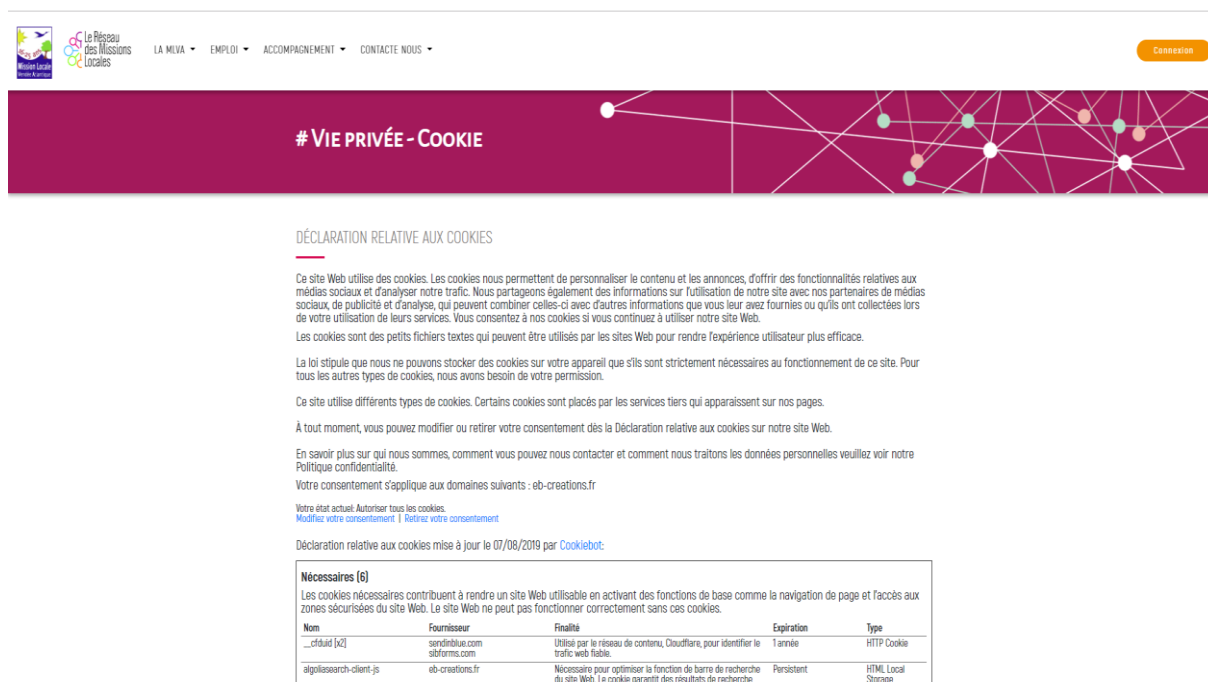 16-25 ans
Mission Locale
Vendée Atlantique
Le Réseau
des Missions
Locales
LA MLVA EMPLOI ACCOMPAGNEMENT CONTACTE NOUS
Connexion
# VIE PRIVÉE - COOKIE
DÉCLARATION RELATIVE AUX COOKIES
Ce site Web utilise des cookies. Les cookies nous permettent de personnaliser le contenu et les annonces, d'offrir des fonctionnalités relatives aux
médias sociaux et d'analyser notre trafic. Nous partageons également des informations sur l'utilisation de notre site avec nos partenaires de médias
sociaux, de publicité et d'analyse, qui peuvent combiner celles-ci avec d'autres informations que vous leur avez fournies ou qu'ils ont collectées lors
de votre utilisation de leurs services. Vous consentez à nos cookies si vous continuez à utiliser notre site Web.
Les cookies sont des petits fichiers textes qui peuvent être utilisés par les sites Web pour rendre l'expérience utilisateur plus efficace.
La loi stipule que nous ne pouvons stocker des cookies sur votre appareil que s'ils sont strictement nécessaires au fonctionnement de ce site. Pour
tous les autres types de cookies, nous avons besoin de votre permission.
Ce site utilise différents types de cookies. Certains cookies sont placés par les services tiers qui apparaissent sur nos pages.
À tout moment, vous pouvez modifier ou retirer votre consentement dès la Déclaration relative aux cookies sur notre site Web.
En savoir plus sur qui nous sommes, comment vous pouvez nous contacter et comment nous traitons les données personnelles veuillez voir notre
Politique confidentialité.
Votre consentement s'applique aux domaines suivants : eb-creations.fr
Votre état actuel: Autoriser tous les cookies.
Modifiez votre consentement | Retirez votre consentement
Déclaration relative aux cookies mise à jour le 07/08/2019 par Cookiebot:
Nécessaires (6)
Les cookies nécessaires contribuent à rendre un site Web utilisable en activant des fonctions de base comme la navigation de page et l'accès aux
zones sécurisées du site Web. Le site Web ne peut pas fonctionner correctement sans ces cookies.
Nom Fournisseur Finalité Expiration Type
__cfduid [x2] sendinblue.com Utilisé par le réseau de contenu, Cloudflare, pour identifier le 1 année HTTP Cookie
sibforms.com trafic web fiable.
algoliasearch-client-js eb-creations.fr Nécessaire pour optimiser la fonction de barre de recherche Persistent HTML Local
du site Web. Le cookie garantit des résultats de recherche Storage